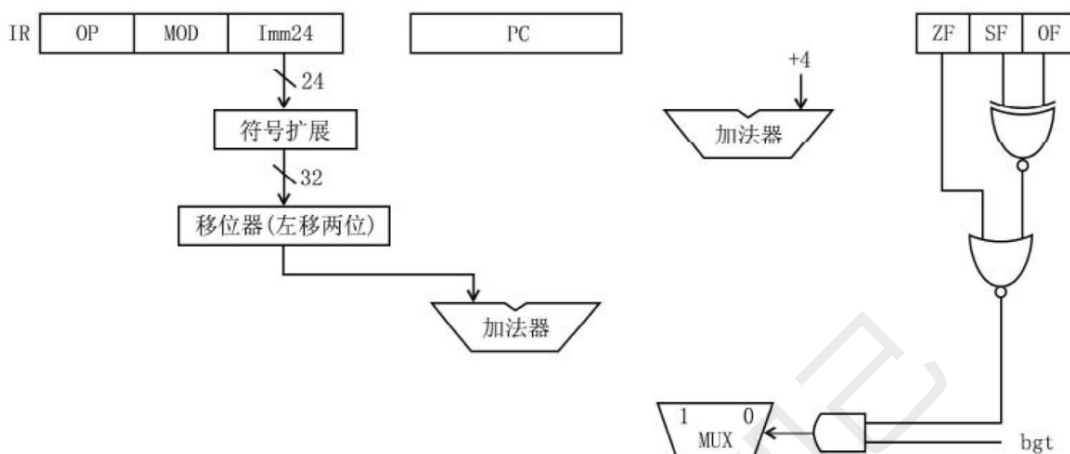 IR OP MOD Imm24 PC ZF SF OF
24
+4
符号扩展
加法器
32
移位器(左移两位)
加法器
1 0
MUX
bgt